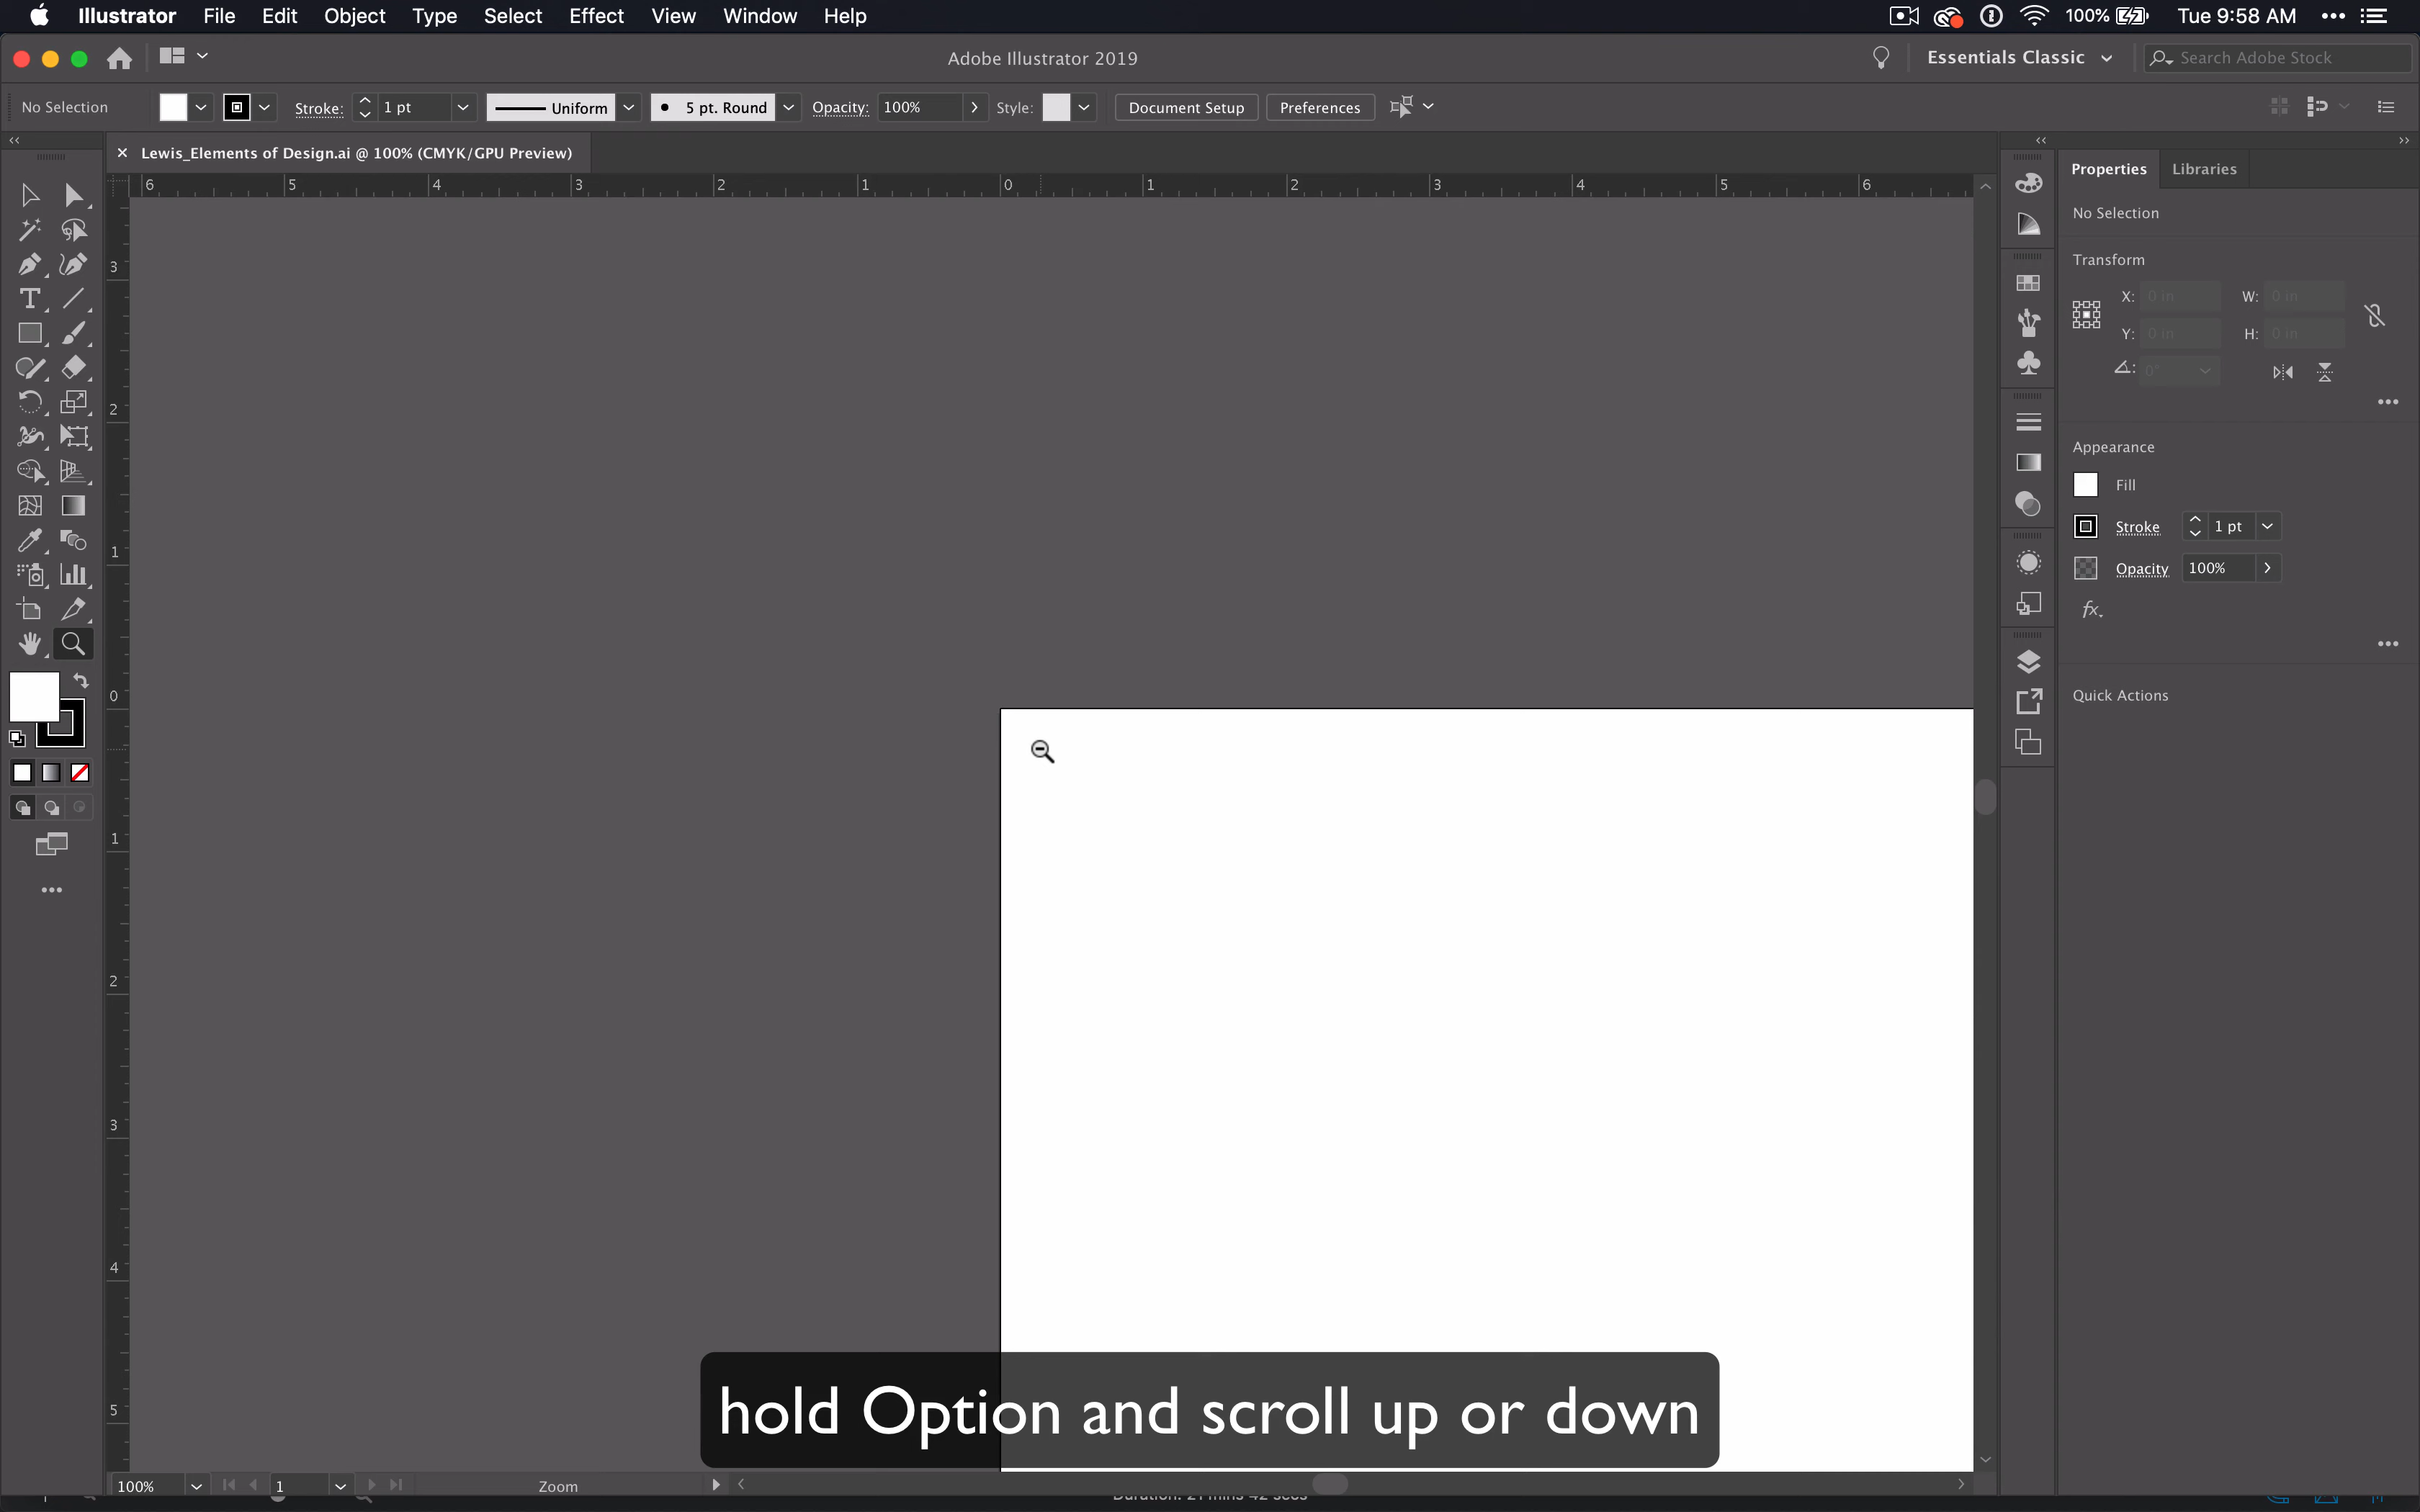 Illustrator File Edit Object Type Select Effect View Window Help 100% Tue 9:58 AM
Adobe Illustrator 2019 Essentials Classic Search Adobe Stock
No Selection Stroke: 1 pt Uniform 5 pt. Round Opacity: 100% Style: Document Setup Preferences
Lewis_Elements of Design.ai @ 100% (CMYK/GPU Preview)
6 5 4 3 2 1 0 1 2 3 4 5 6
3
2
1
0
1
2
3
4
5
Properties Libraries
No Selection
Transform
X: 0 in W: 0 in
Y: 0 in H: 0 in
0°
Appearance
Fill
Stroke 1 pt
Opacity 100%
fx
Quick Actions
hold Option and scroll up or down
100% 1 Zoom